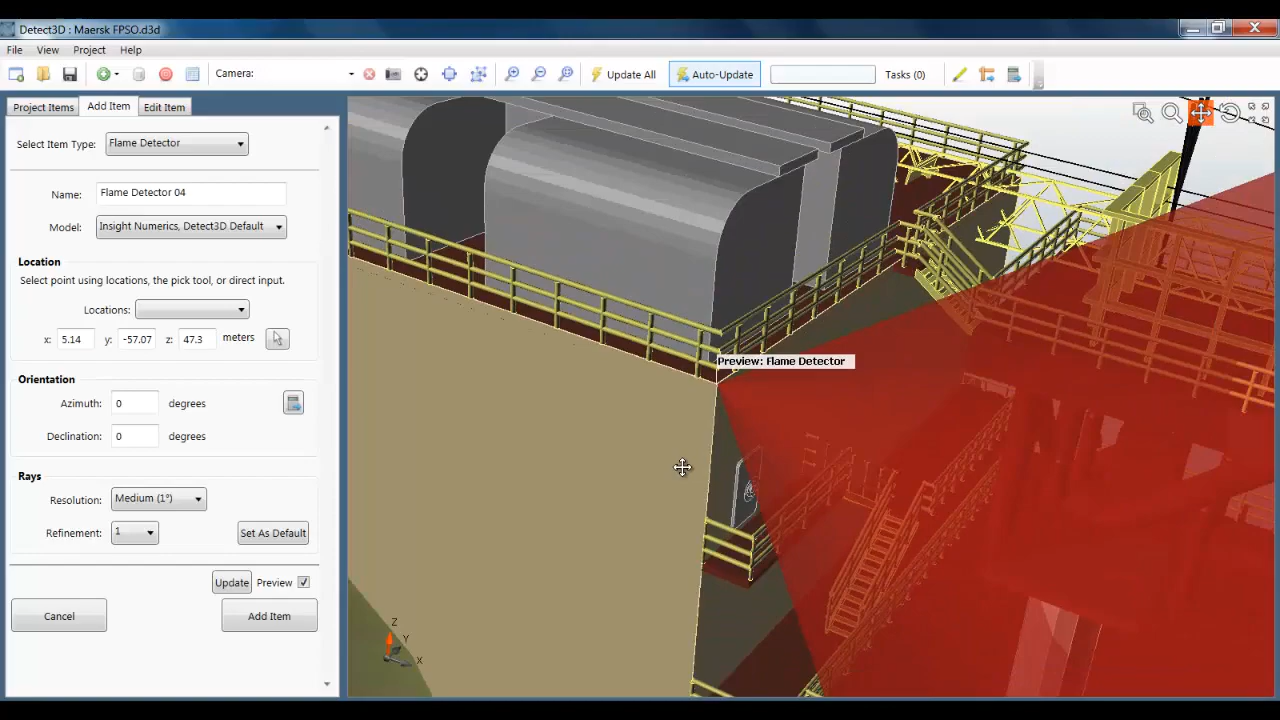 Detect3D : Maersk FPSO.d3d
File View Project Help
Camera: Update All Auto-Update Tasks (0)
Project Items Add Item Edit Item
Select Item Type: Flame Detector
Name: Flame Detector 04
Model: Insight Numerics, Detect3D Default
Location
Select point using locations, the pick tool, or direct input.
Locations:
x: 5.14 y: -57.07 z: 47.3 meters
Orientation
Azimuth: 0 degrees
Declination: 0 degrees
Rays
Resolution: Medium (1°)
Refinement: 1 Set As Default
Update Preview
Cancel Add Item
Preview: Flame Detector
Z
Y
X